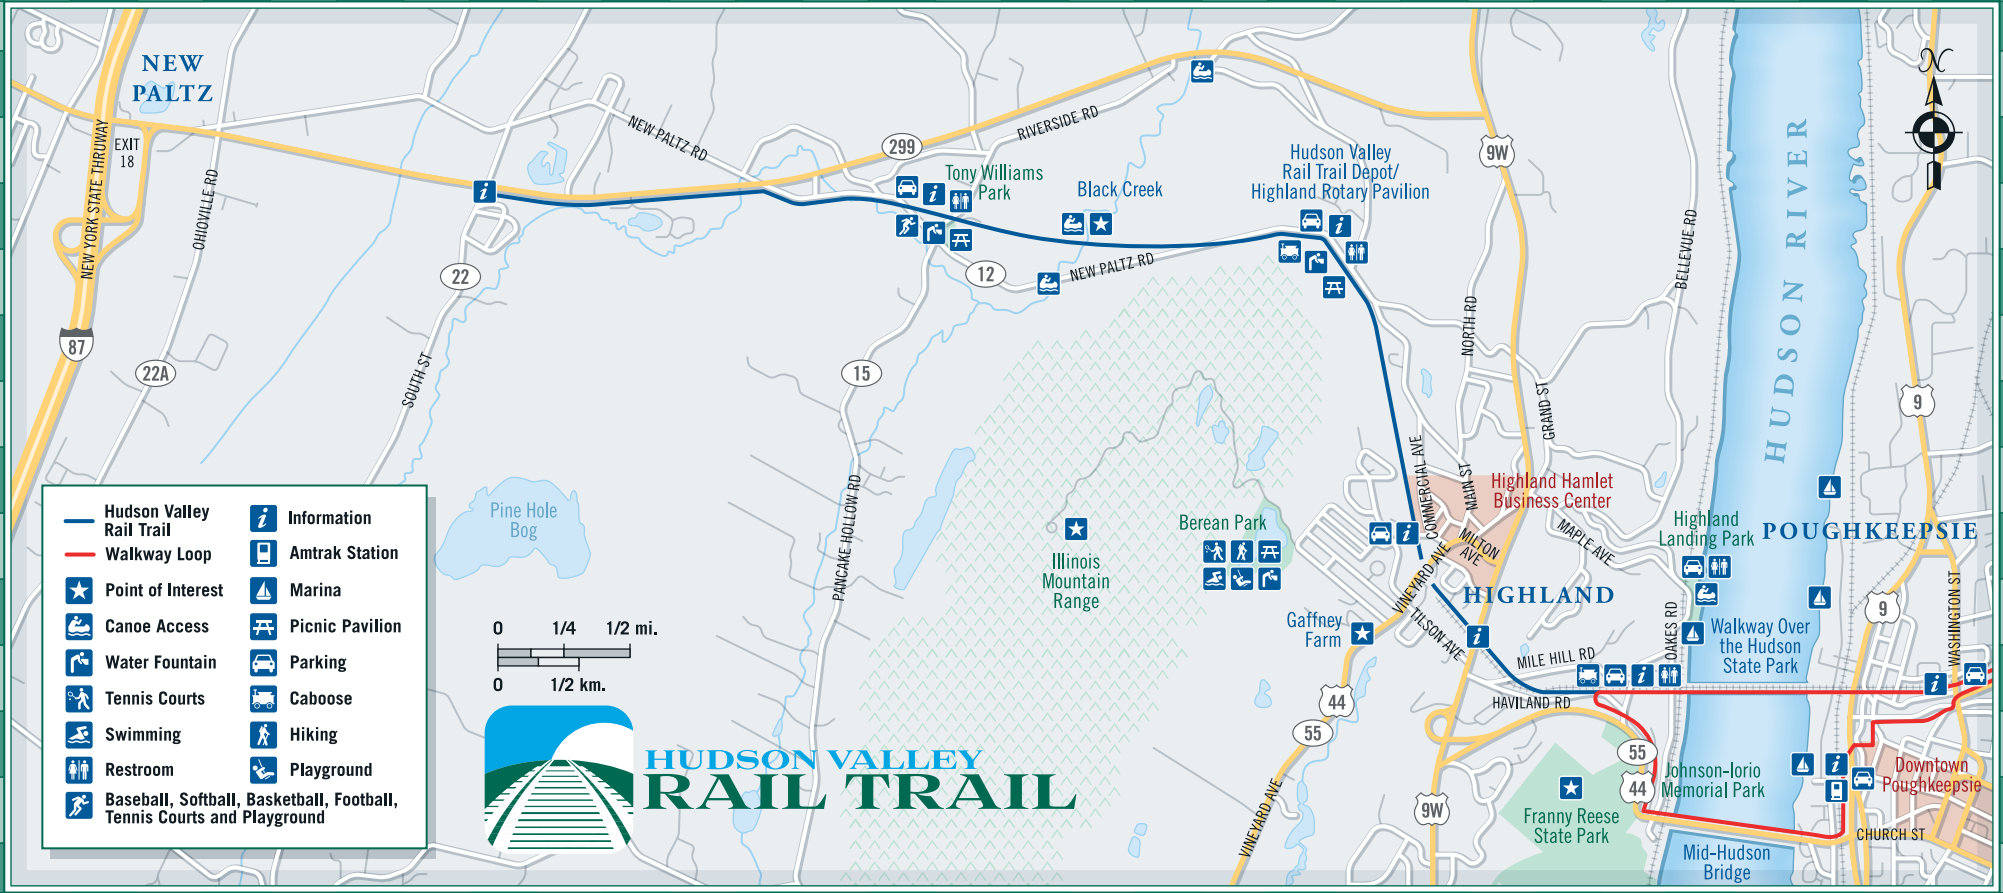 NEW
PALTZ
EXIT
18
NEW YORK STATE THRUWAY
OHIOVILLE RD
87
22A
22
SOUTH ST
NEW PALTZ RD
299
RIVERSIDE RD
Tony Williams
Park
Black Creek
12
NEW PALTZ RD
15
PANCAKE HOLLOW RD
Hudson Valley
Rail Trail Depot/
Highland Rotary Pavilion
9W
NORTH RD
BELLEVUE RD
GRAND ST
HUDSON RIVER
N
9
Pine Hole
Bog
Illinois
Mountain
Range
Berean Park
COMMERCIAL AVE
MAIN ST
Highland Hamlet
Business Center
MILTON
AVE
MAPLE AVE
VINEYARD AVE
TILSON AVE
HIGHLAND
Gaffney
Farm
Highland
Landing Park
POUGHKEEPSIE
OAKES RD
Walkway Over
the Hudson
State Park
9
WASHINGTON ST
MILE HILL RD
HAVILAND RD
44
55
VINEYARD AVE
9W
55
44
Johnson-Iorio
Memorial Park
Franny Reese
State Park
Mid-Hudson
Bridge
Downtown
Poughkeepsie
CHURCH ST
Hudson Valley
Rail Trail
Walkway Loop
Point of Interest
Canoe Access
Water Fountain
Tennis Courts
Swimming
Restroom
Baseball, Softball, Basketball, Football,
Tennis Courts and Playground
Information
Amtrak Station
Marina
Picnic Pavilion
Parking
Caboose
Hiking
Playground
0 1/4 1/2 mi.
0 1/2 km.
HUDSON VALLEY
RAIL TRAIL